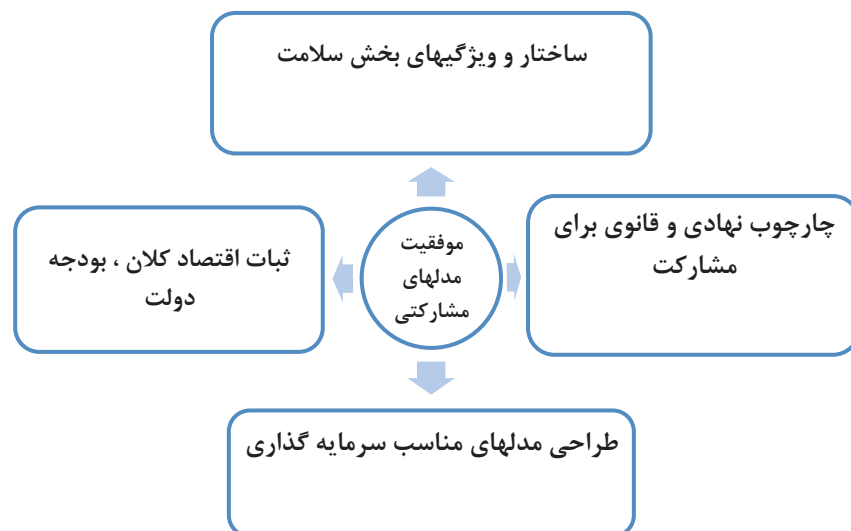 ساختار و ویژگیهای بخش سلامت
چارچوب نهادی و قانوی برای
مشارکت
موفقیت
مدلهای
مشارکتی
ثبات اقتصاد کلان ، بودجه
دولت
طراحی مدلهای مناسب سرمایه گذاری